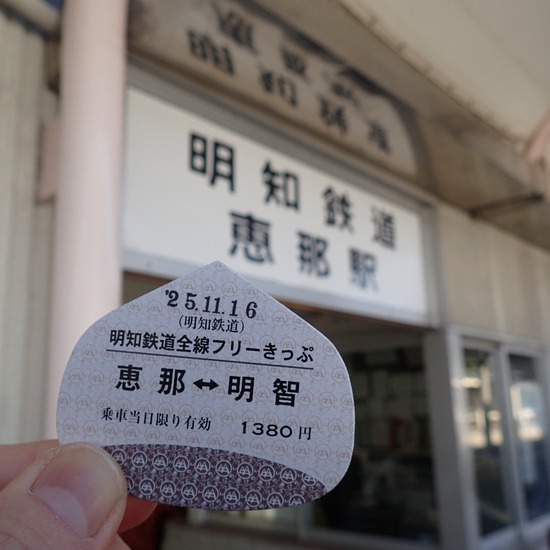 明知鉄道
恵那駅
'25.11.16
(明知鉄道)
明知鉄道全線フリーきっぷ
恵那⇔明智
乗車当日限り有効 1380円